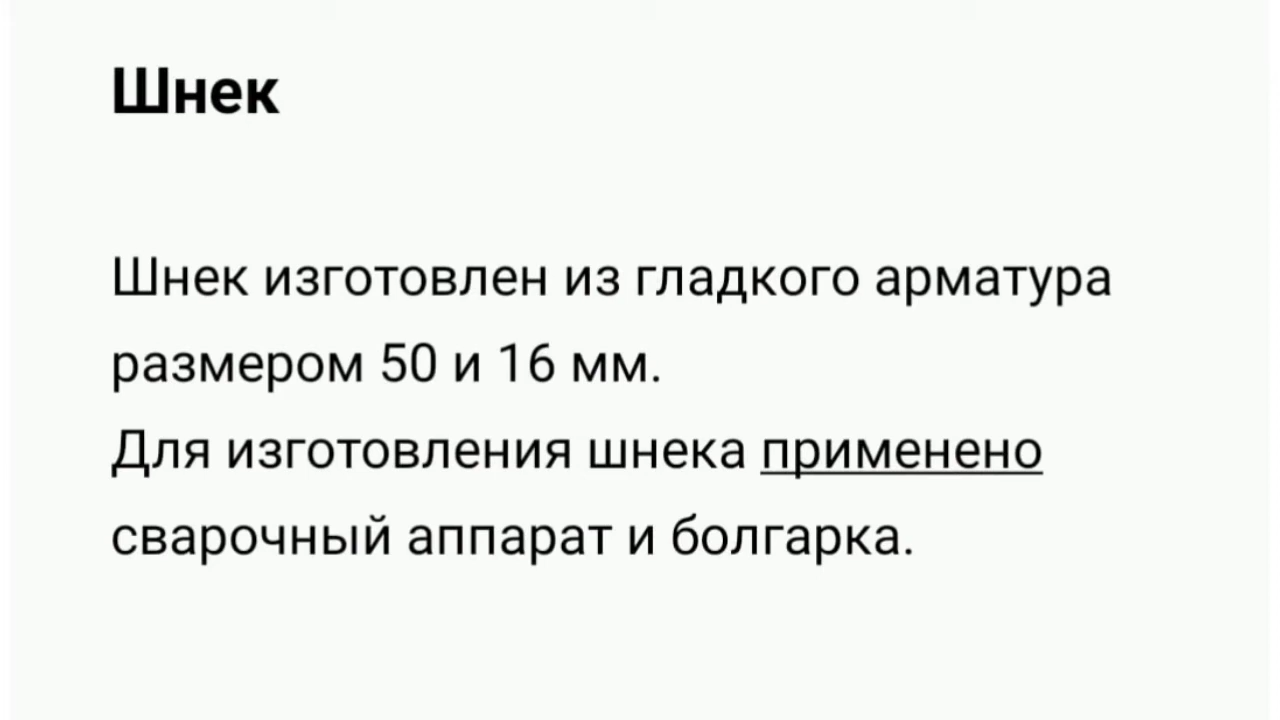 Шнек
Шнек изготовлен из гладкого арматура
размером 50 и 16 мм.
Для изготовления шнека применено
сварочный аппарат и болгарка.